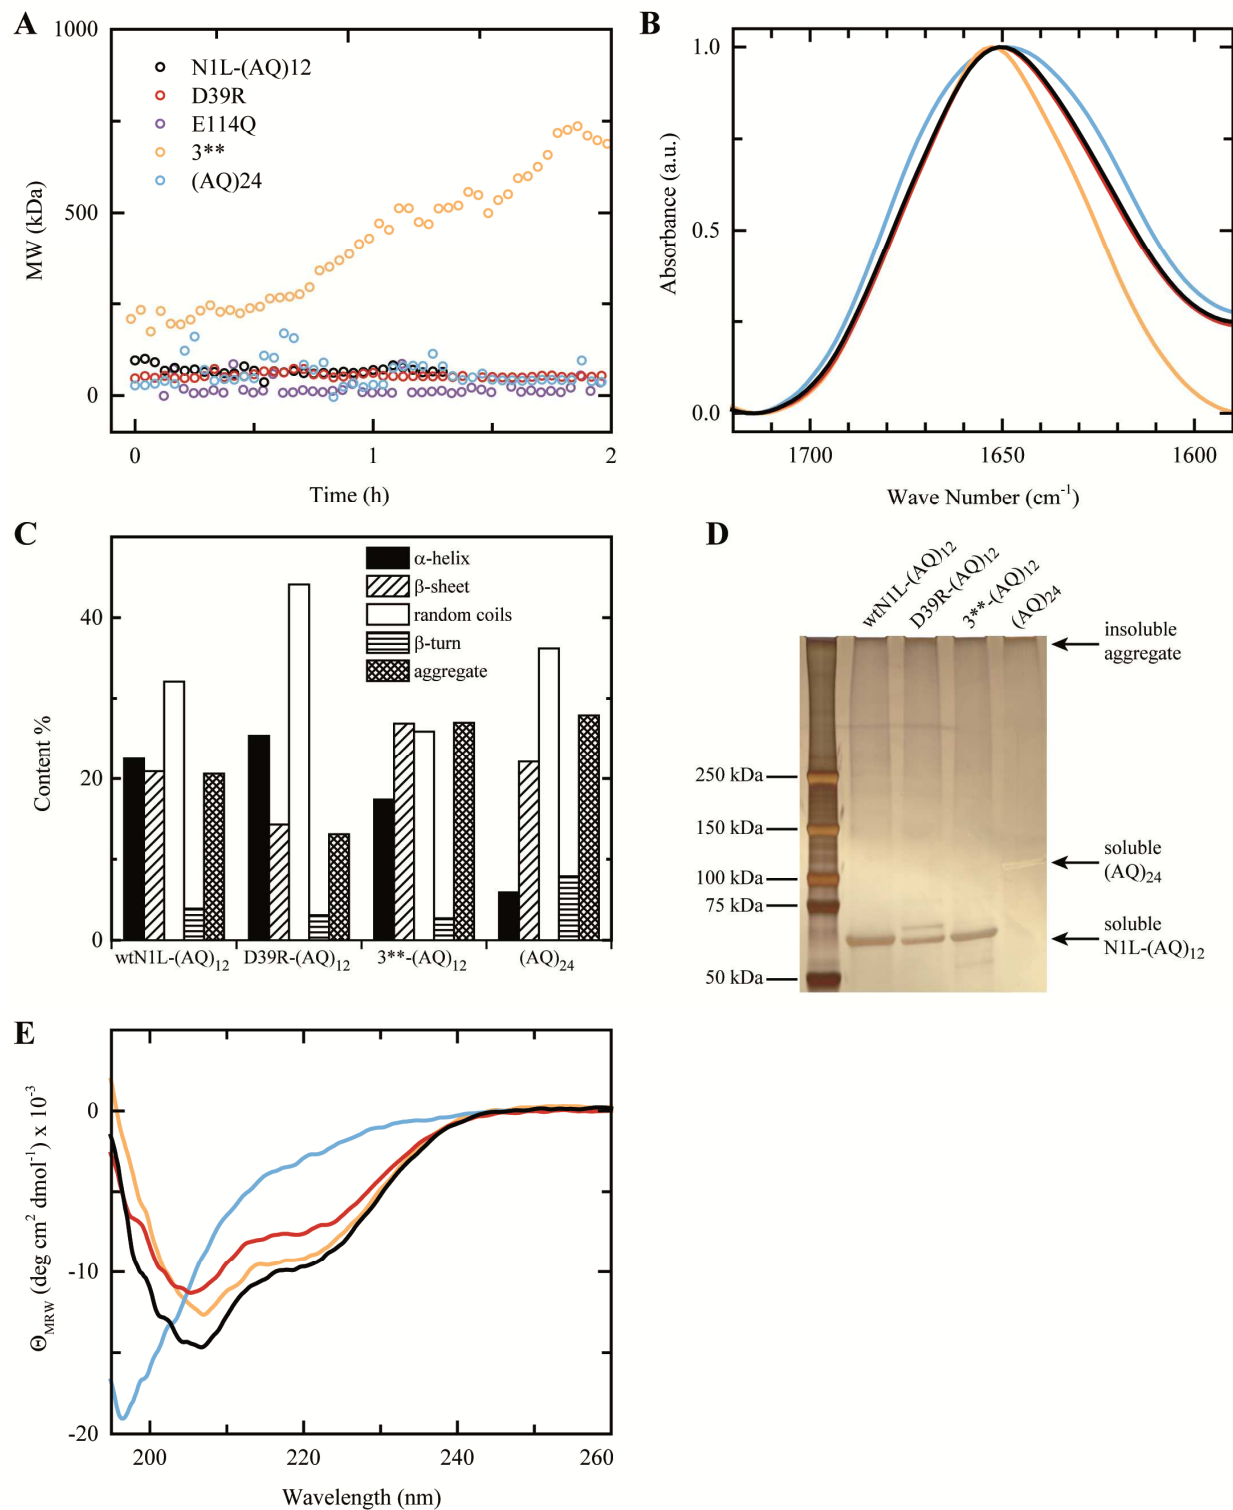 A
1000
500
0
MW (kDa)
N1L-(AQ)12
D39R
E114Q
3**
(AQ)24
0
1
2
Time (h)
B
1.0
0.5
0.0
Absorbance (a.u.)
1700
1650
1600
Wave Number (cm⁻¹)
C
40
20
0
Content %
α-helix
β-sheet
random coils
β-turn
aggregate
wtN1L-(AQ)₁₂
D39R-(AQ)₁₂
3**-(AQ)₁₂
(AQ)₂₄
D
wtN1L-(AQ)₁₂
D39R-(AQ)₁₂
3**-(AQ)₁₂
(AQ)₂₄
insoluble
aggregate
250 kDa
150 kDa
100 kDa
75 kDa
50 kDa
soluble
(AQ)₂₄
soluble
N1L-(AQ)₁₂
E
0
-10
-20
Θ_MRW (deg cm² dmol⁻¹) x 10⁻³
200
220
240
260
Wavelength (nm)